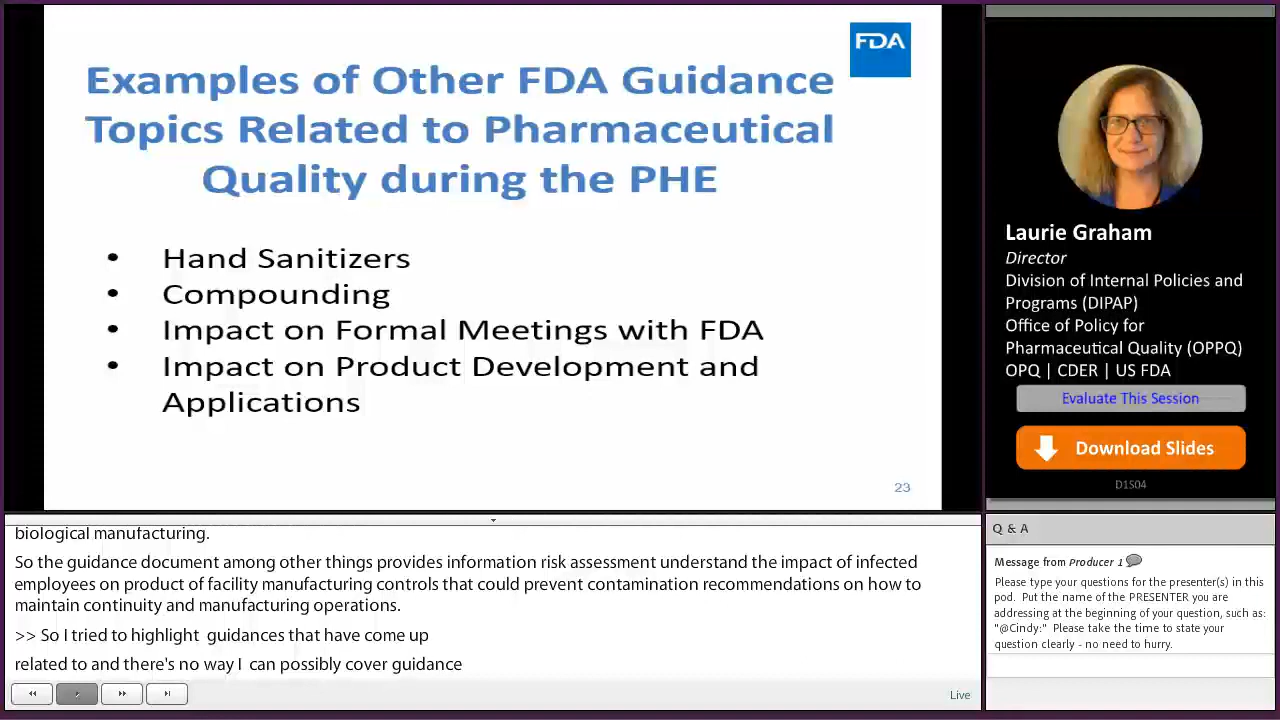 FDA
Examples of Other FDA Guidance
Topics Related to Pharmaceutical
Quality during the PHE
• Hand Sanitizers
• Compounding
• Impact on Formal Meetings with FDA
• Impact on Product Development and
Applications
23
Laurie Graham
Director
Division of Internal Policies and
Programs (DIPAP)
Office of Policy for
Pharmaceutical Quality (OPPQ)
OPQ | CDER | US FDA
Evaluate This Session
Download Slides
D1S04
biological manufacturing.
So the guidance document among other things provides information risk assessment understand the impact of infected
employees on product of facility manufacturing controls that could prevent contamination recommendations on how to
maintain continuity and manufacturing operations.
>> So I tried to highlight guidances that have come up
related to and there's no way I can possibly cover guidance
Live
Q & A
Message from Producer 1
Please type your questions for the presenter(s) in this
pod. Put the name of the PRESENTER you are
addressing at the beginning of your question, such as:
"@Cindy:" Please take the time to state your
question clearly - no need to hurry.